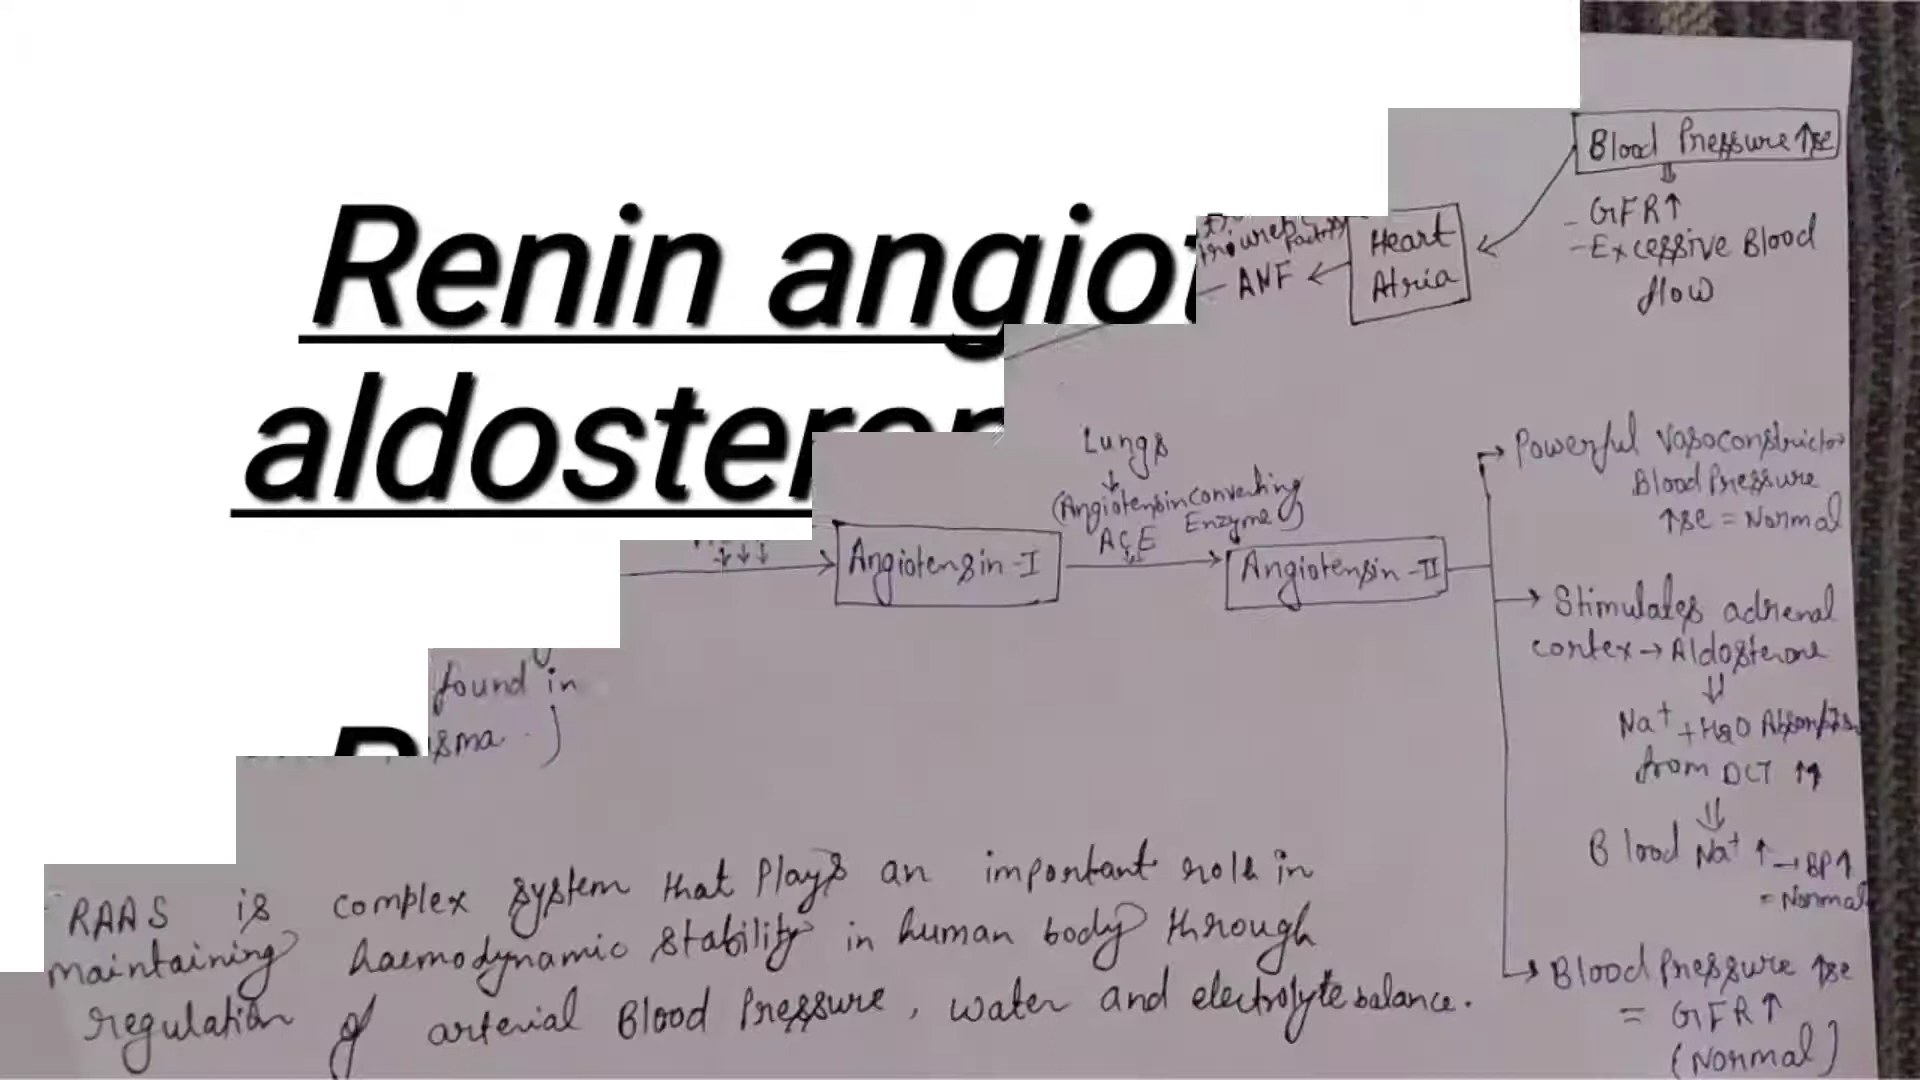 Renin angiot
aldosteron
Blood Pressure ↑se
- GFR↑
- Excessive Blood
flow
Heart
Atria
ANF
Lungs
(Angiotensin converting
Enzyme)
ACE
Angiotensin-I
Angiotensin-II
Powerful vasoconstrictor
Blood Pressure
↑se = Normal
Stimulates adrenal
cortex → Aldosterone
Na+ + H2O
from DCT ↑↑
Blood Na+ ↑ → BP↑
= Normal
Blood Pressure ↑se
= GFR↑
(Normal)
found in
sma.)
RAAS is complex system that Plays an important role in
maintaining haemodynamic stability in human body through
regulation of arterial Blood Pressure, water and electrolyte balance.